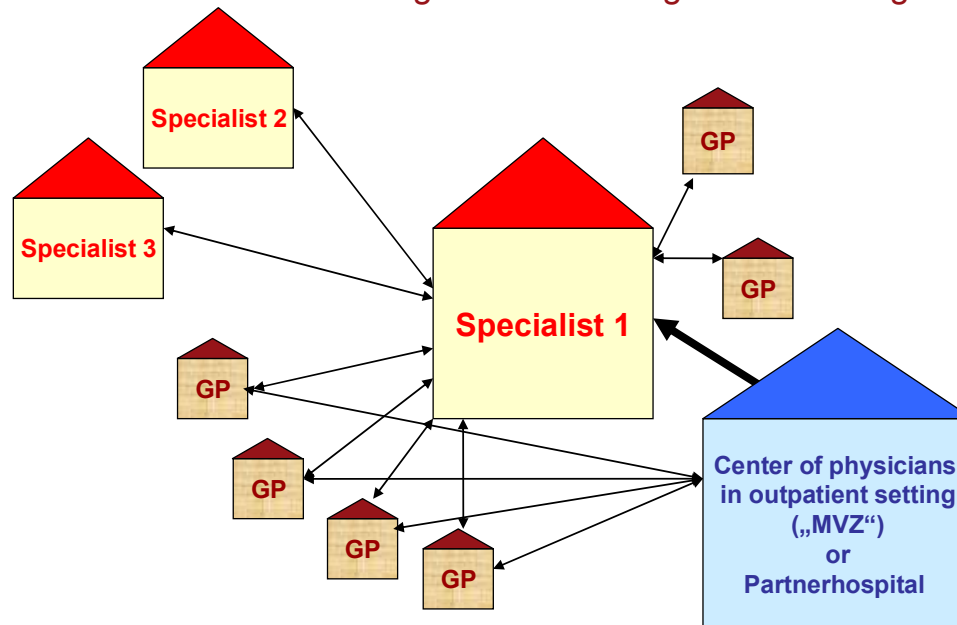 Specialist 2
GP
Specialist 3
GP
Specialist 1
GP
GP
GP
GP
Center of physicians
in outpatient setting
(„MVZ“)
or
Partnerhospital